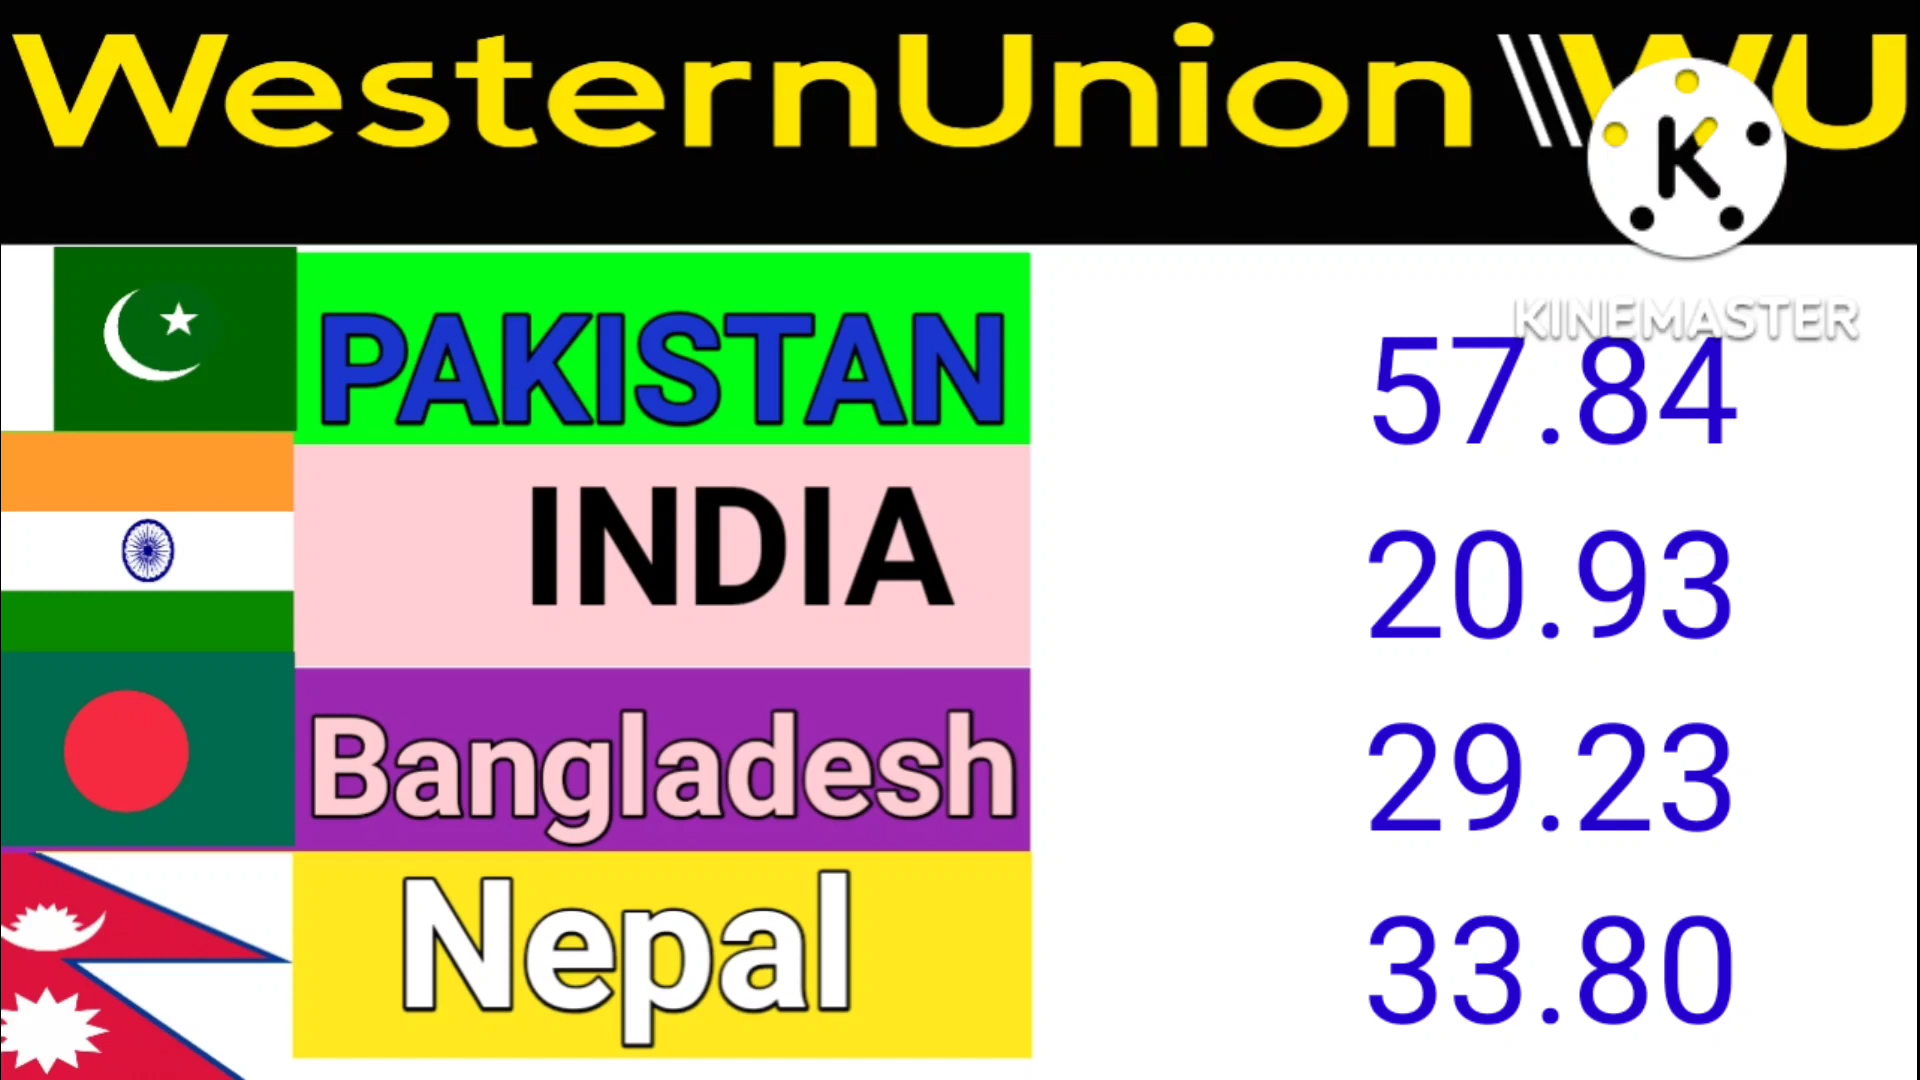 WesternUnion WU
K
KINEMASTER
PAKISTAN 57.84
INDIA 20.93
Bangladesh 29.23
Nepal 33.80